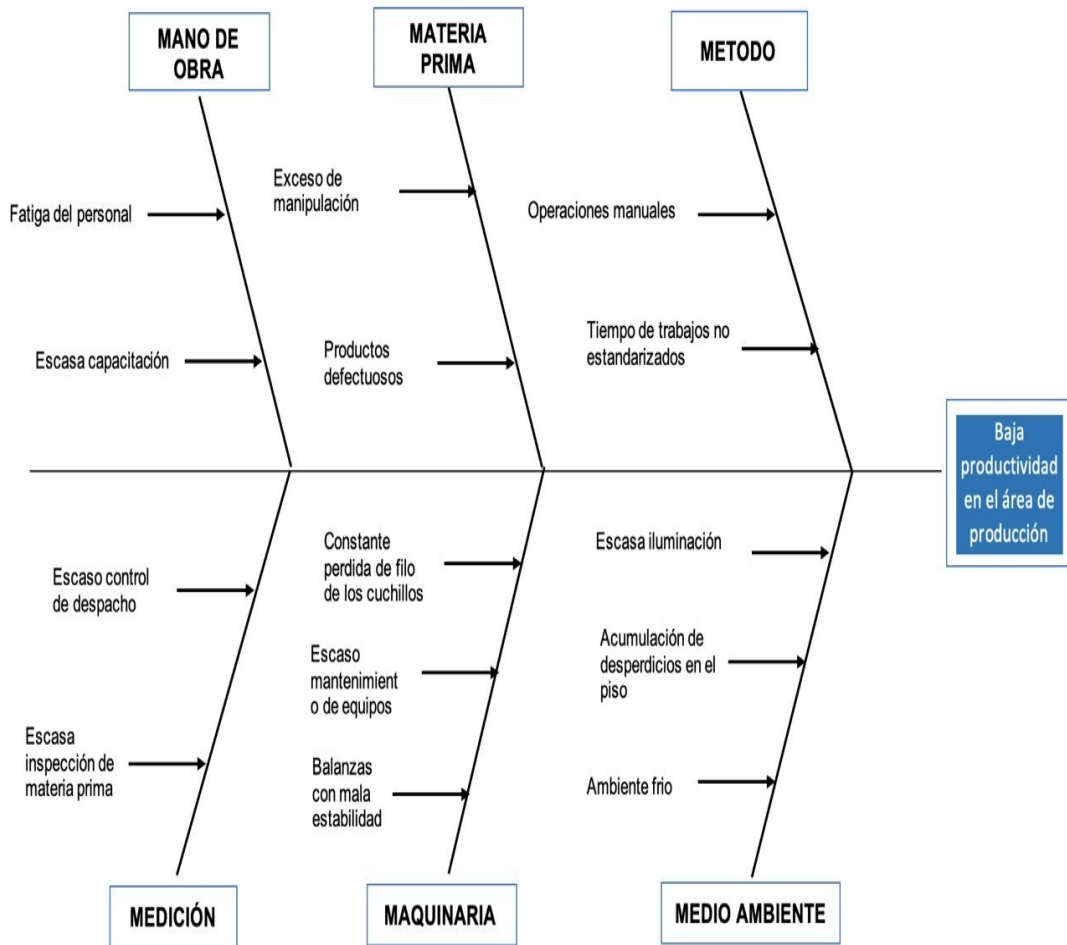 MANO DE
OBRA
MATERIA
PRIMA
METODO
Fatiga del personal
Escasa capacitación
Exceso de
manipulación
Productos
defectuosos
Operaciones manuales
Tiempo de trabajos no
estandarizados
Baja
productividad
en el área de
producción
Escaso control
de despacho
Escasa
inspección de
materia prima
Constante
perdida de filo
de los cuchillos
Escaso
mantenimient
o de equipos
Balanzas
con mala
estabilidad
Escasa iluminación
Acumulación de
desperdicios en el
piso
Ambiente frio
MEDICIÓN
MAQUINARIA
MEDIO AMBIENTE